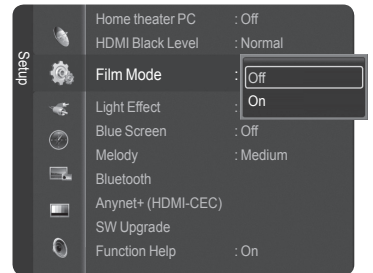 Setup
Home theater PC : Off
HDMI Black Level : Normal
Film Mode : Off
On
Light Effect :
Blue Screen : Off
Melody : Medium
Bluetooth
Anynet+ (HDMI-CEC)
SW Upgrade
Function Help : On